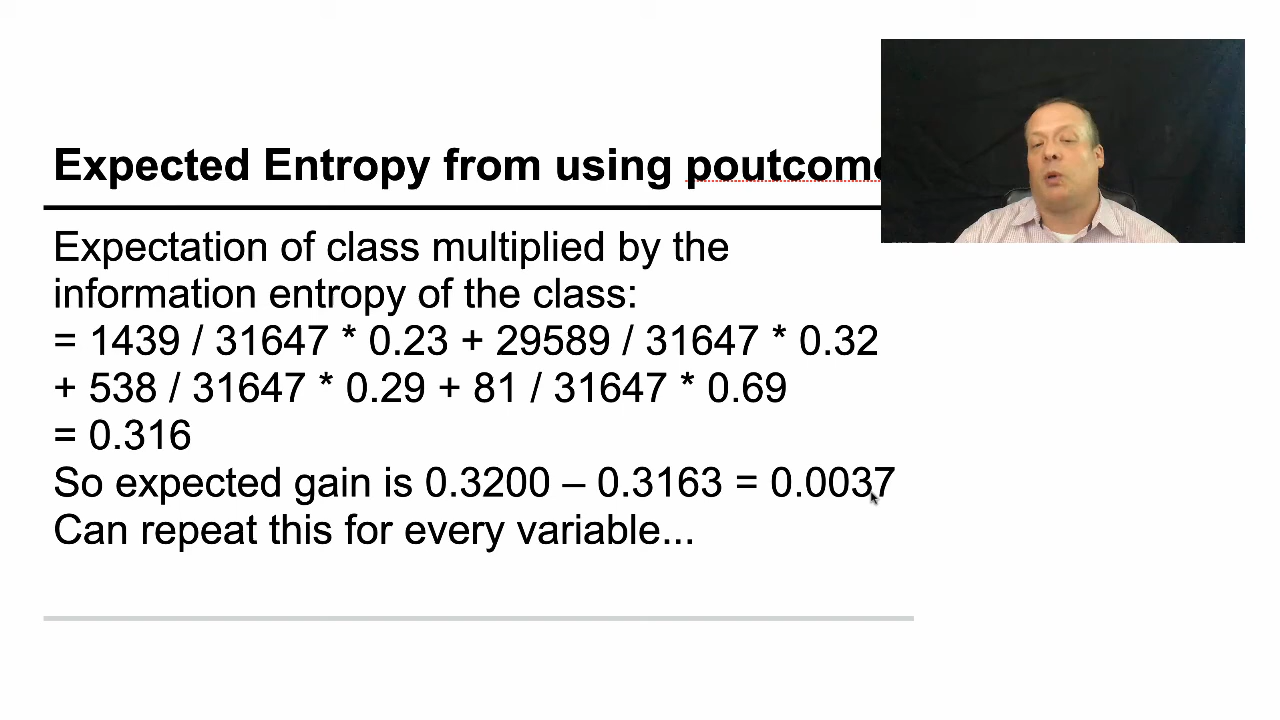 Expected Entropy from using poutcome
Expectation of class multiplied by the
information entropy of the class:
= 1439 / 31647 * 0.23 + 29589 / 31647 * 0.32
+ 538 / 31647 * 0.29 + 81 / 31647 * 0.69
= 0.316
So expected gain is 0.3200 – 0.3163 = 0.0037
Can repeat this for every variable...